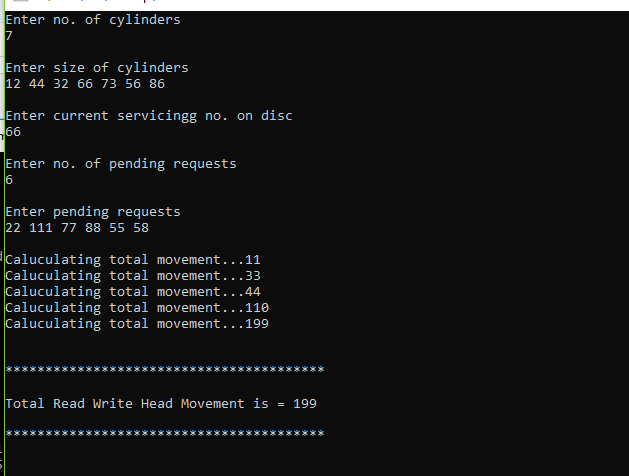 Enter no. of cylinders
7
Enter size of cylinders
12 44 32 66 73 56 86
Enter current servicingg no. on disc
66
Enter no. of pending requests
6
Enter pending requests
22 111 77 88 55 58
Caluculating total movement...11
Caluculating total movement...33
Caluculating total movement...44
Caluculating total movement...110
Caluculating total movement...199
****************************************
Total Read Write Head Movement is = 199
****************************************